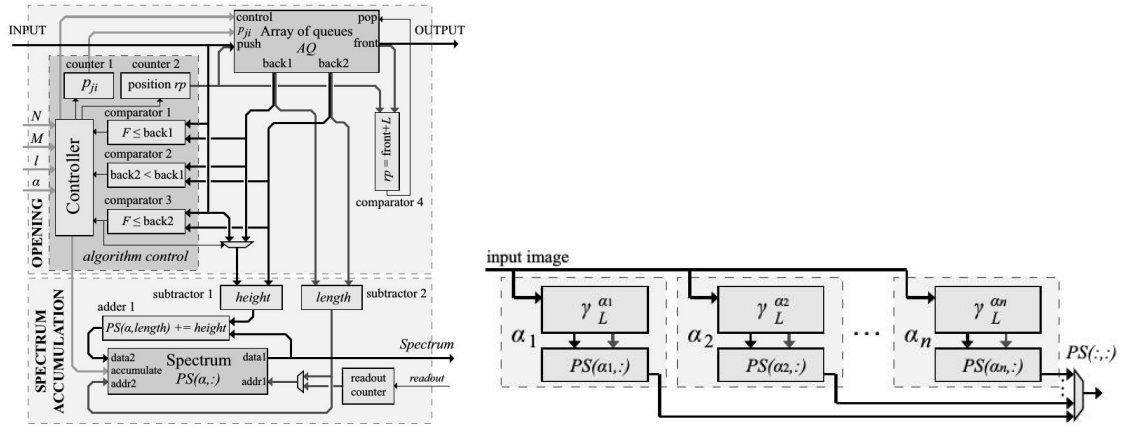 INPUT
control
pop
OUTPUT
pji
Array of queues
push
AQ
front
back1
back2
counter 1
counter 2
pji
position rp
comparator 1
N
F ≤ back1
M
comparator 2
l
back2 < back1
α
Controller
rp = front+L
comparator 3
comparator 4
F ≤ back2
OPENING
algorithm control
subtractor 1
height
length
subtractor 2
adder 1
PS(α,length) += height
Spectrum
data2
Spectrum
data1
accumulate
PS(α,:)
addr2
addr1
readout
counter
readout
SPECTRUM
ACCUMULATION
input image
γ L α1
γ L α2
γ L αn
α1
α2
...
αn
PS(α1,:)
PS(α2,:)
PS(αn,:)
PS(:,:)